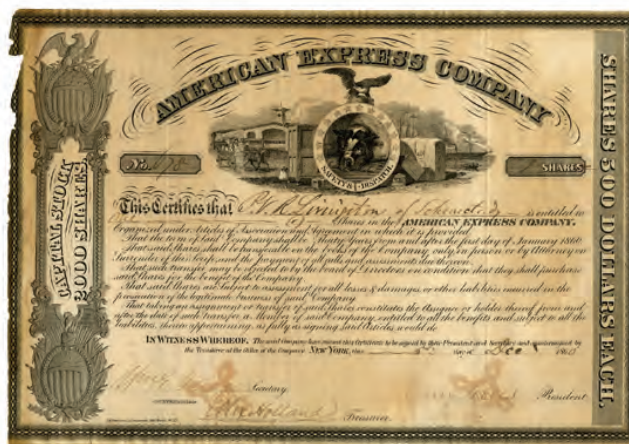 AMERICAN EXPRESS COMPANY
SAFETY & DISPATCH
No.
SHARES
CAPITAL STOCK
5000 SHARES.
SHARES 500 DOLLARS EACH.
This Certifies that P. V. R. Livingston of is entitled to
Shares in the AMERICAN EXPRESS COMPANY.
Organized under Articles of Association and Agreement in which it is provided
That the term of said Company shall be Thirty Years from and after the first day of January 1860.
That said Shares shall be transferable on the books of the Company only, in person or by Attorney on
Surrender of this Scrip, and the payment of all calls and assessments thereon.
That such transfer may be objected to by the board of Directors on condition that they shall purchase
said Shares for the benefit of the Company.
That said Shares are subject to assessment for all losses & damages, or other liabilities incurred in the
prosecution of the legitimate business of said Company.
That taking an assignment or transfer of said Shares, constitutes the assignee or holder thereof from and
after the date of such transfer, a Member of said Company, entitled to all the benefits and subject to all the
liabilities, thence appertaining, as fully as signing said Articles would do.
IN WITNESS WHEREOF, The said Company have caused this Certificate to be signed by their President and Secretary and countersigned by
the Treasurer at the Office of the Company NEW YORK, this day of
Secretary.
President.
Holland
Treasurer.